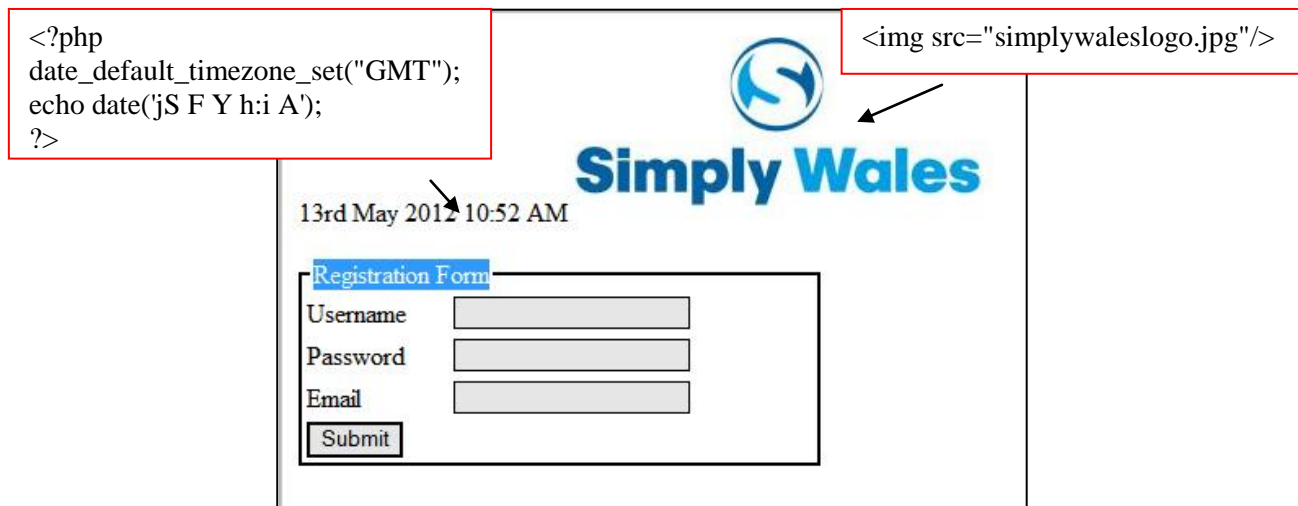 <?php
date_default_timezone_set("GMT");
echo date('jS F Y h:i A');
?>
<img src="simplywaleslogo.jpg"/>
S
Simply Wales
13rd May 2012 10:52 AM
Registration Form
Username
Password
Email
Submit